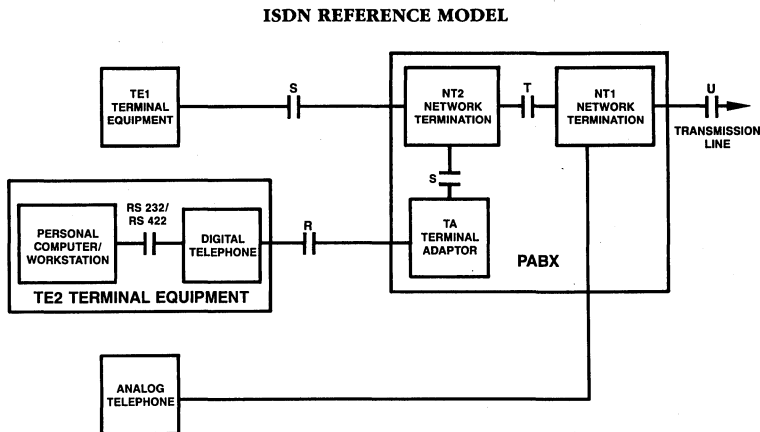 ISDN REFERENCE MODEL
TE1
TERMINAL
EQUIPMENT
S
NT2
NETWORK
TERMINATION
T
NT1
NETWORK
TERMINATION
U
TRANSMISSION
LINE
S
PERSONAL
COMPUTER/
WORKSTATION
RS 232/
RS 422
DIGITAL
TELEPHONE
R
TA
TERMINAL
ADAPTOR
PABX
TE2 TERMINAL EQUIPMENT
ANALOG
TELEPHONE